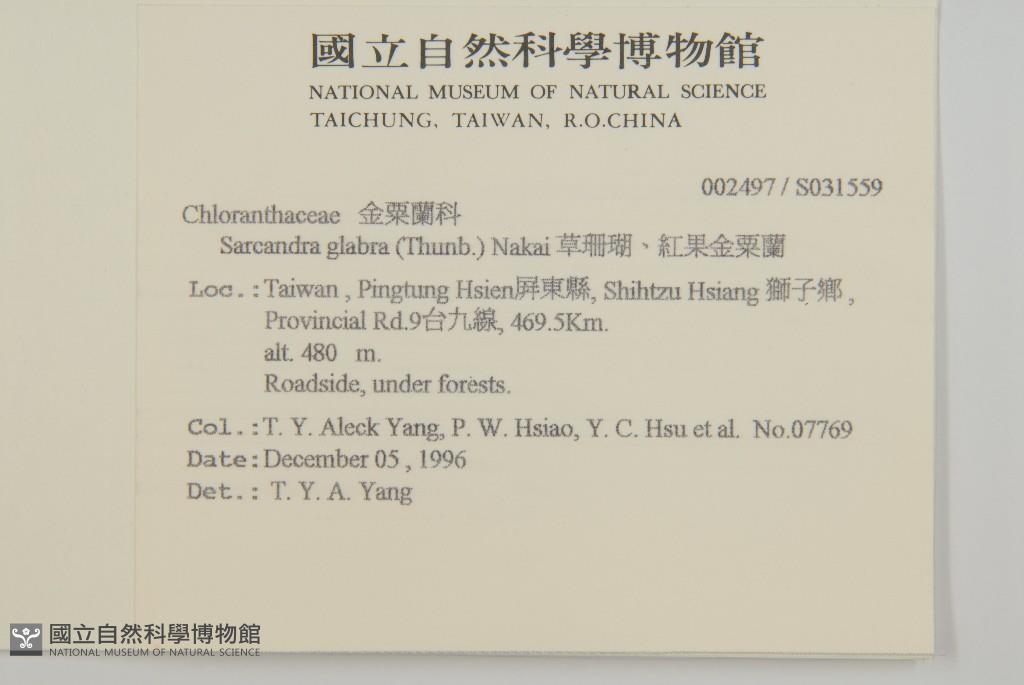 國立自然科學博物館
NATIONAL MUSEUM OF NATURAL SCIENCE
TAICHUNG, TAIWAN, R.O.CHINA
002497 / S031559
Chloranthaceae 金粟蘭科
Sarcandra glabra (Thunb.) Nakai 草珊瑚、紅果金粟蘭
Loc.:Taiwan , Pingtung Hsien屏東縣, Shihtzu Hsiang 獅子鄉 ,
Provincial Rd.9台九線, 469.5Km.
alt. 480 m.
Roadside, under forests.
Col.:T. Y. Aleck Yang, P. W. Hsiao, Y. C. Hsu et al. No.07769
Date:December 05 , 1996
Det.: T. Y. A. Yang
國立自然科學博物館
NATIONAL MUSEUM OF NATURAL SCIENCE